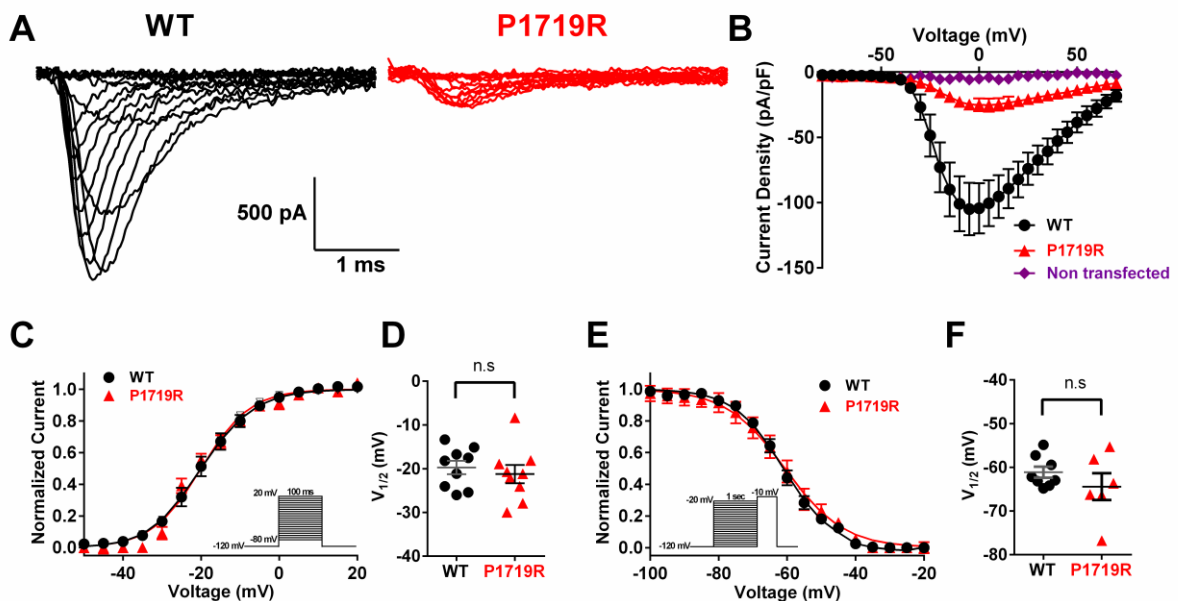 A
WT
P1719R
500 pA
1 ms
B
Voltage (mV)
-50 0 50
0
-50
-100
-150
Current Density (pA/pF)
WT
P1719R
Non transfected
C
WT
P1719R
1.0
0.8
0.6
0.4
0.2
0.0
Normalized Current
20 mV
100 ms
-80 mV
-120 mV
-40 -20 0 20
Voltage (mV)
D
n.s
0
-10
-20
-30
-40
V1/2 (mV)
WT P1719R
E
WT
P1719R
1.0
0.8
0.6
0.4
0.2
0.0
Normalized Current
-20 mV
1 sec
-10 mV
-120 mV
-100 -80 -60 -40 -20
Voltage (mV)
F
n.s
-40
-50
-60
-70
-80
V1/2 (mV)
WT P1719R